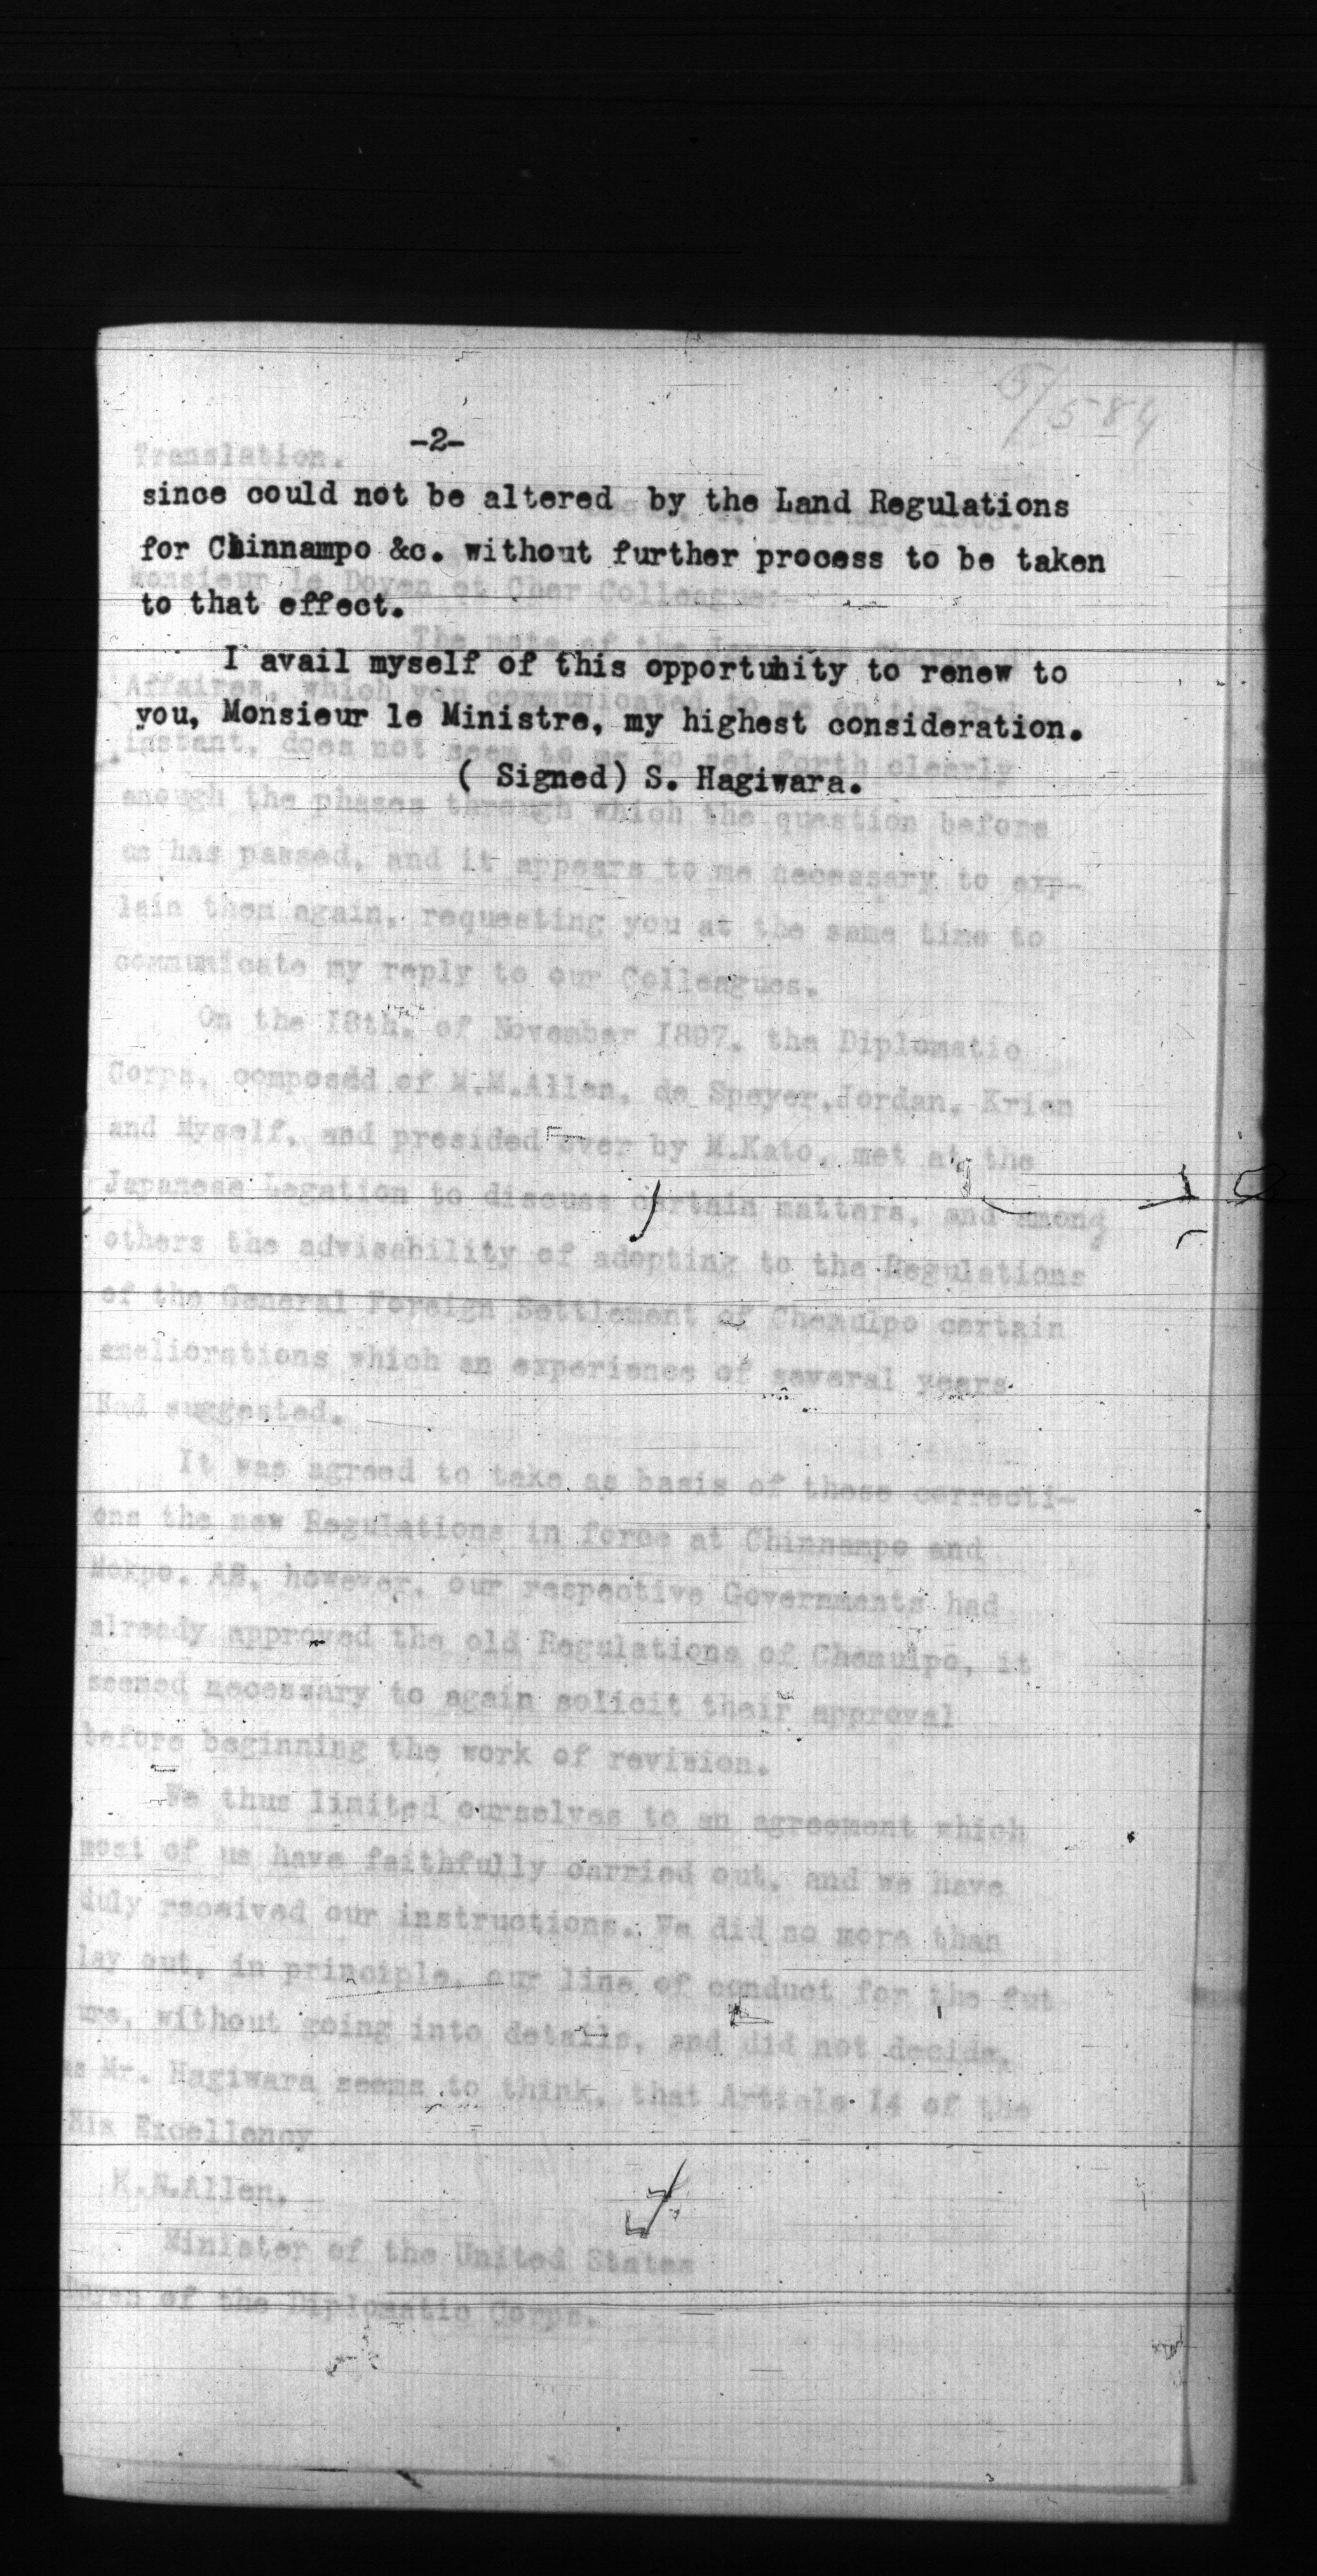 5/584
-2-
since could not be altered by the Land Regulations
for Chinnampo &c. without further process to be taken
to that effect.
I avail myself of this opportunity to renew to
you, Monsieur le Ministre, my highest consideration.
( Signed) S. Hagiwara.
Translation.
Monsieur le Doyen et Cher Colleague:-
The note of the
Affaires, which you communicated to me on the
instant, does not seem to me to set forth clearly
enough the phases through which the question before
us has passed, and it appears to me necessary to exp-
lain them again, requesting you at the same time to
communicate my reply to our Colleagues.
On the 18th. of November 1897. the Diplomatic
Corps, composed of M.M.Allen, de Speyer,Jordan, Krien
and Myself, and presided over by M.Kato, met at the
Japanese Legation to discuss certain matters, and among
others the advisability of adopting to the Regulations
of the General Foreign Settlement of Chemulpo certain
ameliorations which an experience of several years
Had suggested.
It was agreed to take as basis of these correcti-
ons the new Regulations in force at Chinnampo and
Mokpo. AS, however, our respective Governments had
already approved the old Regulations of Chemulpo, it
seemed necessary to again solicit their approval
before beginning the work of revision.
We thus limited ourselves to an agreement which
most of us have faithfully carried out, and we have
duly received our instructions. We did no more than
lay out, in principle, our line of conduct for the fut
ure, without going into details, and did not decide,
as Mr. Hagiwara seems to think, that Article 14 of the
His Excellency
H.N.Allen.
Minister of the United States
Doyen of the Diplomatic Corps.